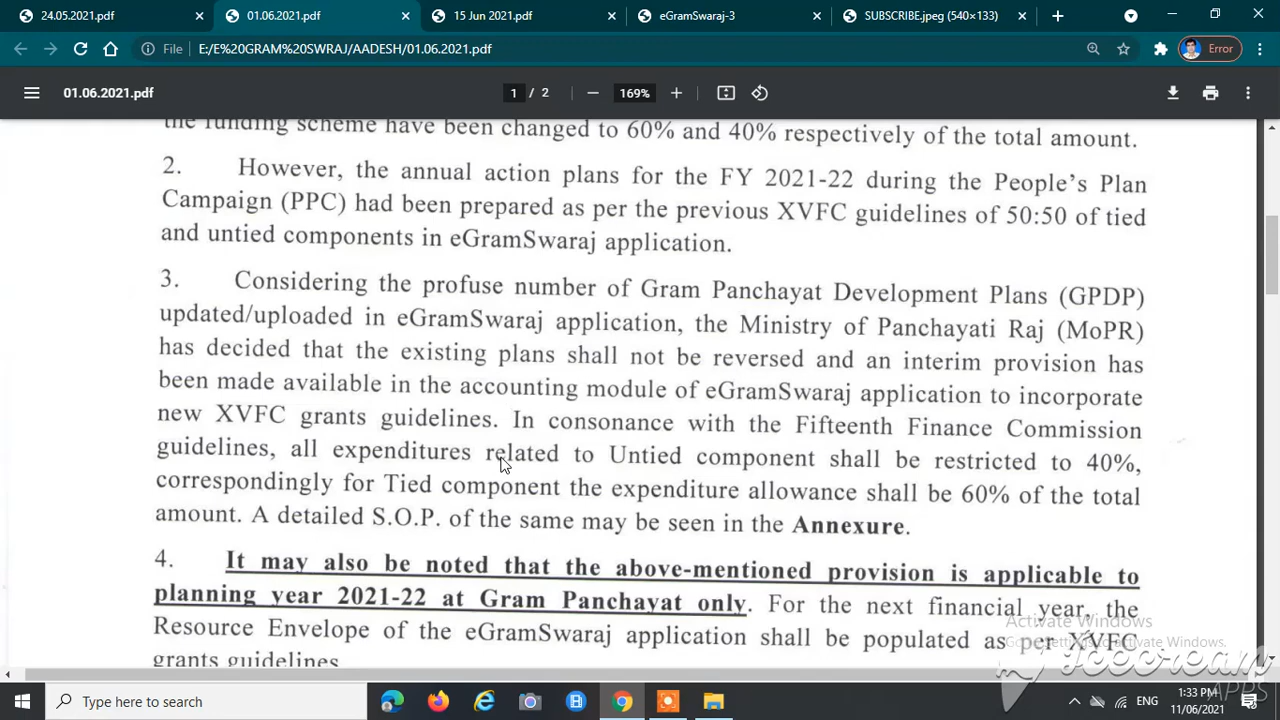 24.05.2021.pdf
01.06.2021.pdf
15 Jun 2021.pdf
eGramSwaraj-3
SUBSCRIBE.jpeg (540×933)
File
E:/E%20GRAM%20SWRAJ/AADESH/01.06.2021.pdf
Error
01.06.2021.pdf
1 / 2
169%
the funding scheme have been changed to 60% and 40% respectively of the total amount.
2. However, the annual action plans for the FY 2021-22 during the People's Plan
Campaign (PPC) had been prepared as per the previous XVFC guidelines of 50:50 of tied
and untied components in eGramSwaraj application.
3. Considering the profuse number of Gram Panchayat Development Plans (GPDP)
updated/uploaded in eGramSwaraj application, the Ministry of Panchayati Raj (MoPR)
has decided that the existing plans shall not be reversed and an interim provision has
been made available in the accounting module of eGramSwaraj application to incorporate
new XVFC grants guidelines. In consonance with the Fifteenth Finance Commission
guidelines, all expenditures related to Untied component shall be restricted to 40%,
correspondingly for Tied component the expenditure allowance shall be 60% of the total
amount. A detailed S.O.P. of the same may be seen in the Annexure.
4. It may also be noted that the above-mentioned provision is applicable to
planning year 2021-22 at Gram Panchayat only. For the next financial year, the
Resource Envelope of the eGramSwaraj application shall be populated as per XVFC
grants guidelines
Activate Windows
Go to Settings to activate Windows.
Icecream
APPS
Type here to search
ENG
1:33 PM
11/06/2021